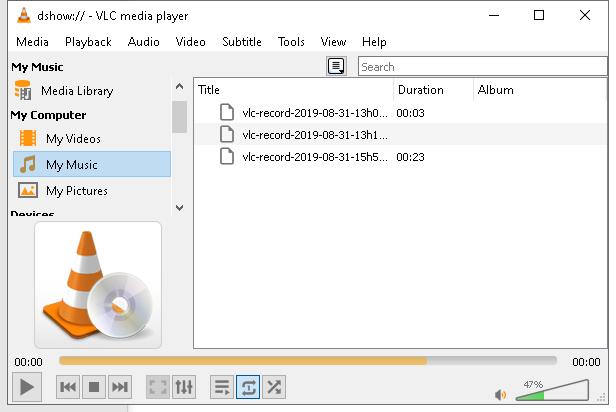 dshow:// - VLC media player
Media Playback Audio Video Subtitle Tools View Help
My Music
Search
Media Library
My Computer
My Videos
My Music
My Pictures
Devices
Title Duration Album
vlc-record-2019-08-31-13h0... 00:03
vlc-record-2019-08-31-13h1...
vlc-record-2019-08-31-15h5... 00:23
00:00 00:00
47%